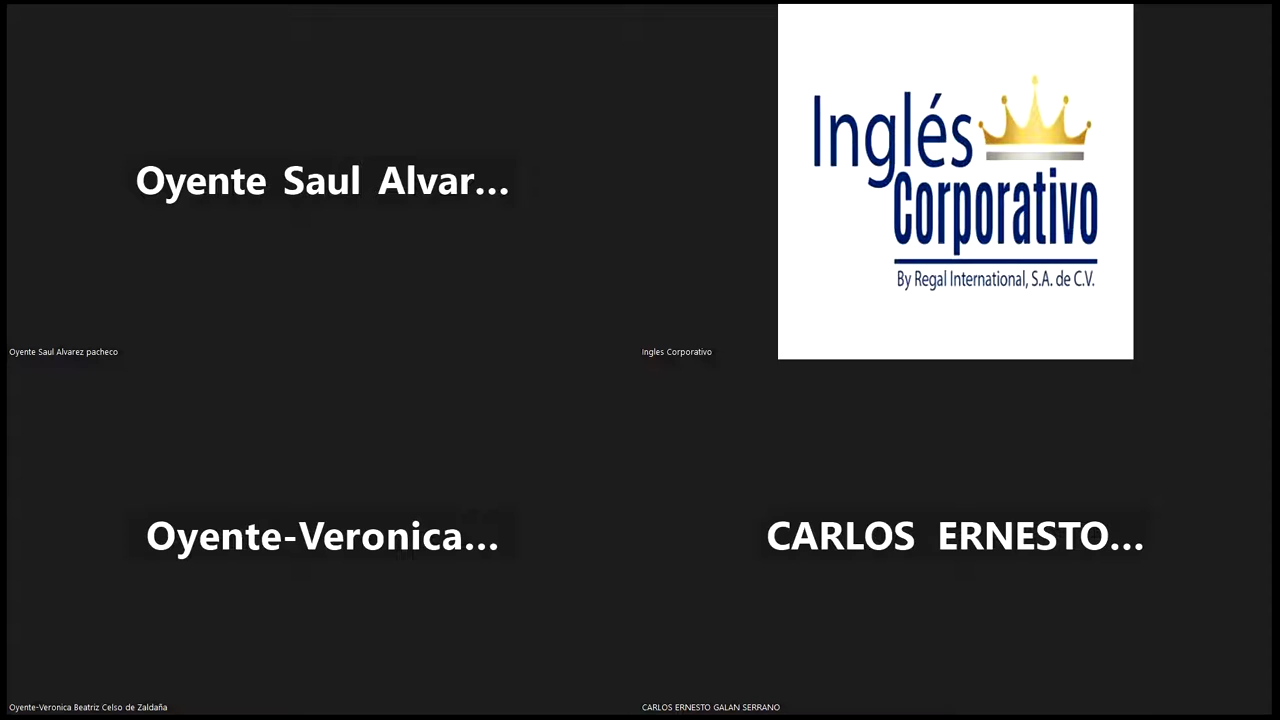 Oyente Saul Alvar...
Oyente Saul Alvarez pacheco
Inglés
Corporativo
By Regal International, S.A. de C.V.
Ingles Corporativo
Oyente-Veronica...
Oyente-Veronica Beatriz Celso de Zaldaña
CARLOS ERNESTO...
CARLOS ERNESTO GALAN SERRANO